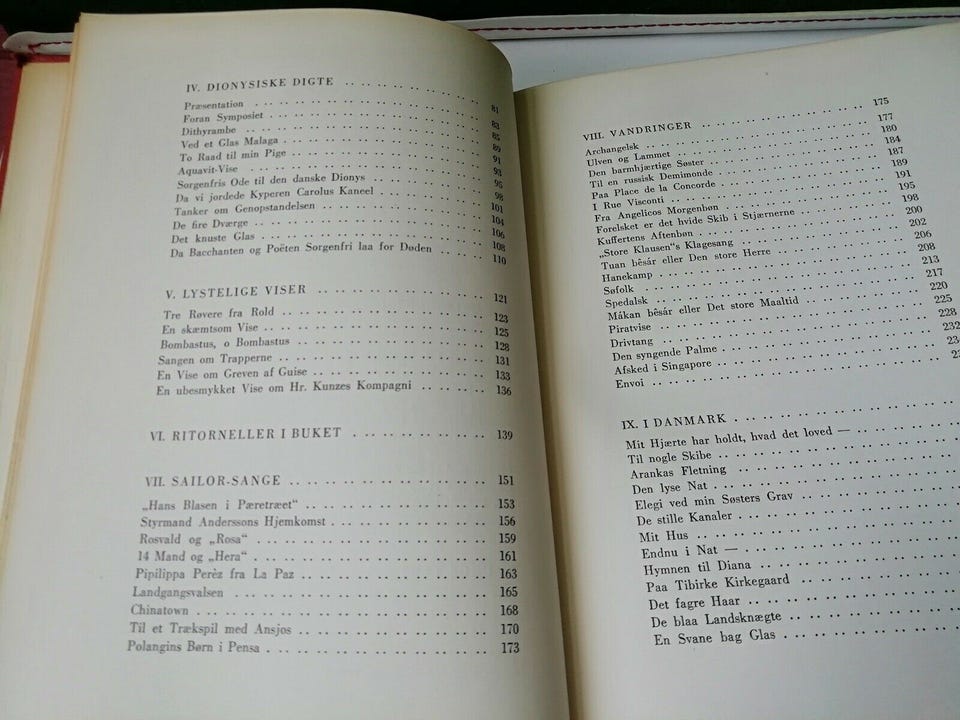 IV. DIONYSISKE DIGTE .. .. .. .. .. .. .. 81
Præsentation .. .. .. .. .. .. .. .. .. 83
Foran Symposiet .. .. .. .. .. .. .. .. 85
Dithyrambe .. .. .. .. .. .. .. .. .. 89
Ved et Glas Malaga .. .. .. .. .. .. .. 91
To Raad til min Pige .. .. .. .. .. .. .. 93
Aquavit-Vise .. .. .. .. .. .. .. .. .. 95
Sorgenfris Ode til den danske Dionys .. .. .. .. 98
Da vi jordede Kyperen Carolus Kaneel .. .. .. .. 101
Tanker om Genopstandelsen .. .. .. .. .. .. 104
De fire Dværge .. .. .. .. .. .. .. .. 106
Det knuste Glas .. .. .. .. .. .. .. .. 108
Da Bacchanten og Poëten Sorgenfri laa for Døden .. .. 110
V. LYSTELIGE VISER .. .. .. .. .. .. .. 121
Tre Røvere fra Rold .. .. .. .. .. .. .. 123
En skæmtsom Vise .. .. .. .. .. .. .. .. 125
Bombastus, o Bombastus .. .. .. .. .. .. .. 128
Sangen om Trapperne .. .. .. .. .. .. .. 131
En Vise om Greven af Guise .. .. .. .. .. .. 133
En ubesmykket Vise om Hr. Kunzes Kompagni .. .. .. 136
VI. RITORNELLER I BUKET .. .. .. .. .. .. 139
VII. SAILOR-SANGE .. .. .. .. .. .. .. .. 151
„Hans Blasen i Pæretræet“ .. .. .. .. .. .. .. 153
Styrmand Anderssons Hjemkomst . .. .. .. .. .. 156
Rosvald og „Rosa“ .. .. .. .. .. .. .. .. 159
14 Mand og „Hera“ .. .. .. .. .. .. .. .. 161
Pipilippa Perèz fra La Paz .. .. .. .. .. .. .. 163
Landgangsvalsen .. .. .. .. .. .. .. .. 165
Chinatown .. .. .. .. .. .. .. .. .. 168
Til et Trækspil med Ansjos .. .. .. .. .. .. .. 170
Polangins Børn i Pensa . .. .. .. .. .. .. .. 173
VIII. VANDRINGER .. .. .. .. .. .. .. .. 175
Archangelsk .. .. .. .. .. .. .. .. .. 177
Ulven og Lammet .. .. .. .. .. .. .. .. 180
Den barmhjærtige Søster .. .. .. .. .. .. .. 184
Til en russisk Demimonde .. .. .. .. .. .. .. 187
Paa Place de la Concorde .. .. .. .. .. .. .. 189
I Rue Visconti .. .. .. .. .. .. .. .. 191
Fra Angelicos Morgenbøn .. .. .. .. .. .. .. 195
Forelsket er det hvide Skib i Stjærnerne .. .. .. .. 198
Kuffertens Aftenbøn .. .. .. .. .. .. .. .. 200
„Store Klausen“s Klagesang .. .. .. .. .. .. .. 202
Tuan bêsár eller Den store Herre .. .. .. .. .. 206
Hanekamp .. .. .. .. .. .. .. .. .. 208
Søfolk .. .. .. .. .. .. .. .. .. .. 213
Spedalsk .. .. .. .. .. .. .. .. .. .. 217
Måkan bêsár eller Det store Maaltid .. .. .. .. .. 220
Piratvise .. .. .. .. .. .. .. .. .. .. 225
Drivtang .. .. .. .. .. .. .. .. .. .. 228
Den syngende Palme .. .. .. .. .. .. .. .. 232
Afsked i Singapore .. .. .. .. .. .. .. ..
Envoi .. .. .. .. .. .. .. .. .. ..
IX. I DANMARK .. .. .. .. .. .. .. ..
Mit Hjærte har holdt, hvad det loved — .. .. .. ..
Til nogle Skibe .. .. .. .. .. .. .. ..
Arankas Fletning .. .. .. .. .. .. .. ..
Den lyse Nat .. .. .. .. .. .. .. .. ..
Elegi ved min Søsters Grav .. .. .. .. .. ..
De stille Kanaler .. .. .. .. .. .. .. ..
Mit Hus .. .. .. .. .. .. .. .. ..
Endnu i Nat — .. .. .. .. .. .. .. ..
Hymnen til Diana .. .. .. .. .. .. .. ..
Paa Tibirke Kirkegaard .. .. .. .. .. .. ..
Det fagre Haar .. .. .. .. .. .. .. ..
De blaa Landsknægte .. .. .. .. .. .. ..
En Svane bag Glas .. .. .. .. .. .. .. ..